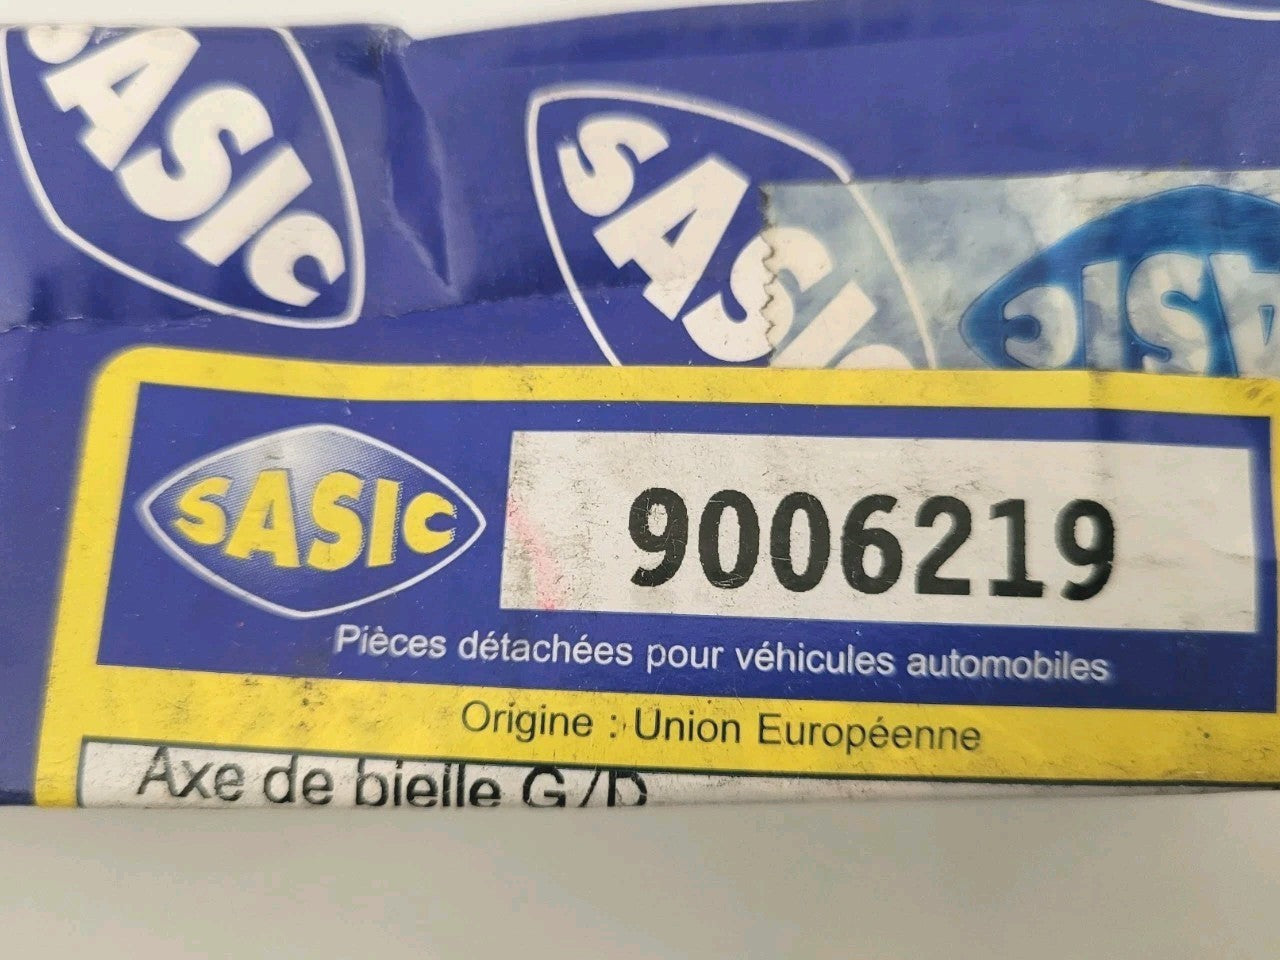 SASIC
SASIC
SASIC
SASIC
9006219
Pièces détachées pour véhicules automobiles
Origine : Union Européenne
Axe de bielle G/D